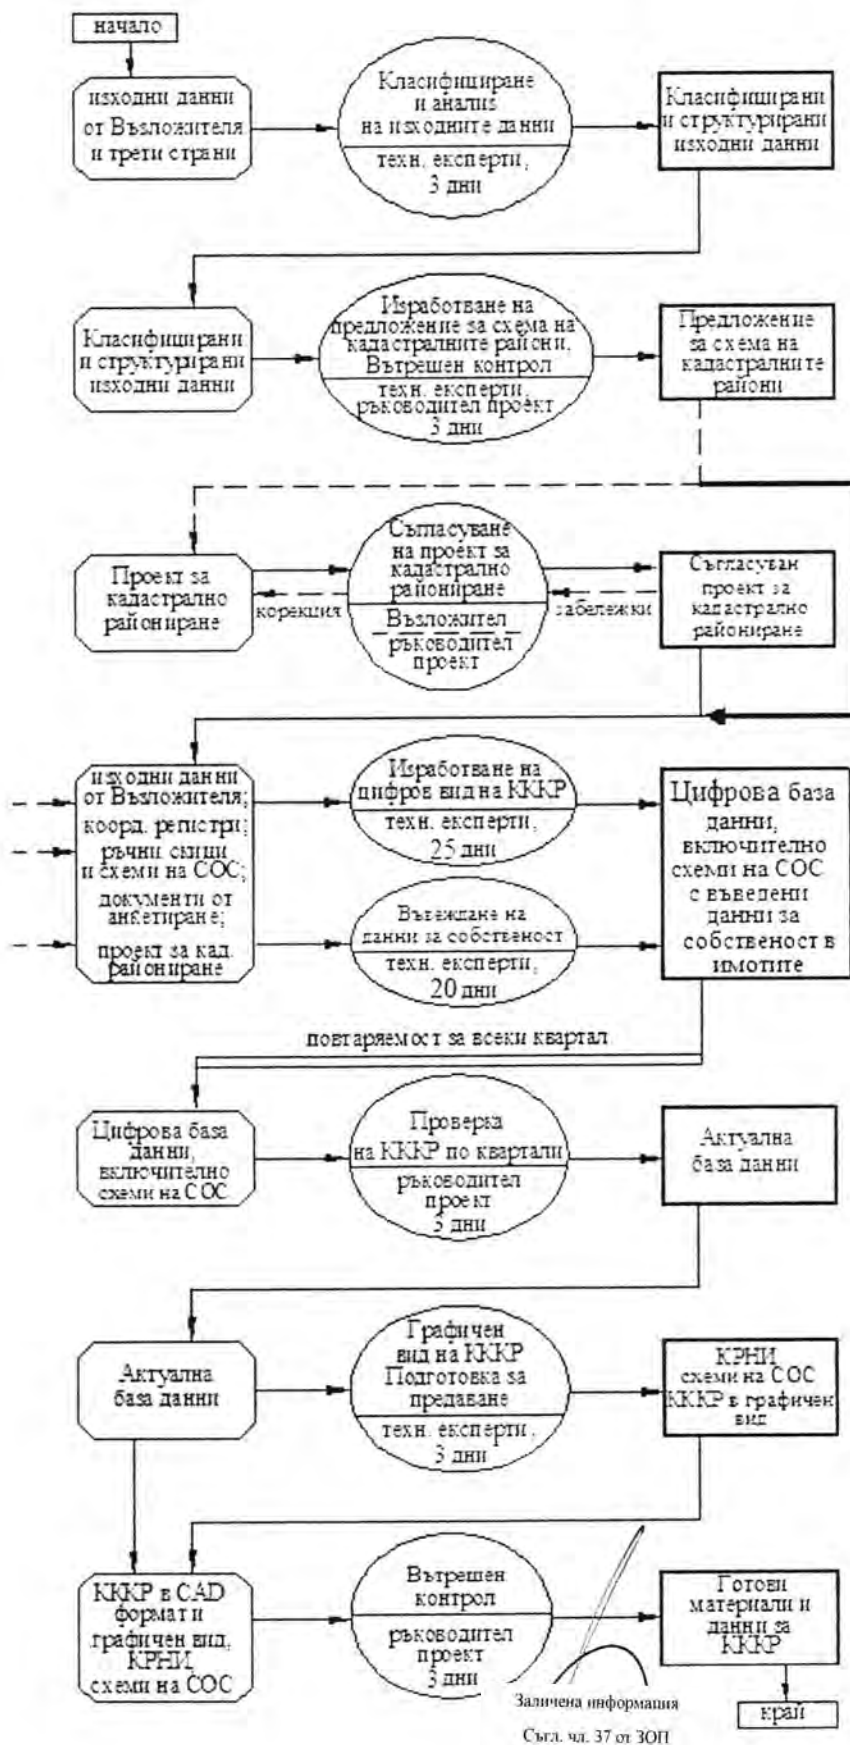 начало
изходни данни
от Възложителя
и трети страни
Класифициране
и анализ
на изходните данни
техн. експерти,
3 дни
Класифицирани
и структурирани
изходни данни
Класифицирани
и структурирани
изходни данни
Изработване на
предложение за схема на
кадастралните райони,
Вътрешен контрол
техн. експерти,
ръководител проект
3 дни
Предложение
за схема на
кадастралните
райони
Проект за
кадастрално
райониране
корекция
Съгласуване
на проект за
кадастрално
райониране
Възложител
ръководител
проект
забележки
Съгласуван
проект за
кадастрално
райониране
изходни данни
от Възложителя;
коорд. регистри;
ръчни скици
и схеми на СОС;
документи от
анкетиране;
проект за кад.
райониране
Изработване на
цифров вид на КККР
техн. експерти,
25 дни
Въвеждане на
данни за собственост
техн. експерти,
20 дни
Цифрова база
данни,
включително
схеми на СОС
с въведени
данни за
собственост в
имотите
повтаряемост за всеки квартал
Цифрова база
данни,
включително
схеми на СОС
Проверка
на КККР по квартали
ръководител
проект
3 дни
Актуална
база данни
Актуална
база данни
Графичен
вид на КККР
Подготовка за
предаване
техн. експерти,
3 дни
КРНИ
схеми на СОС
КККР в графичен
вид
КККР в CAD
формат и
графичен вид,
КРНИ,
схеми на СОС
Вътрешен
контрол
ръководител
проект
3 дни
Готови
материали и
данни за
КККР
край
Заличена информация
Съгл. чл. 37 от ЗОП